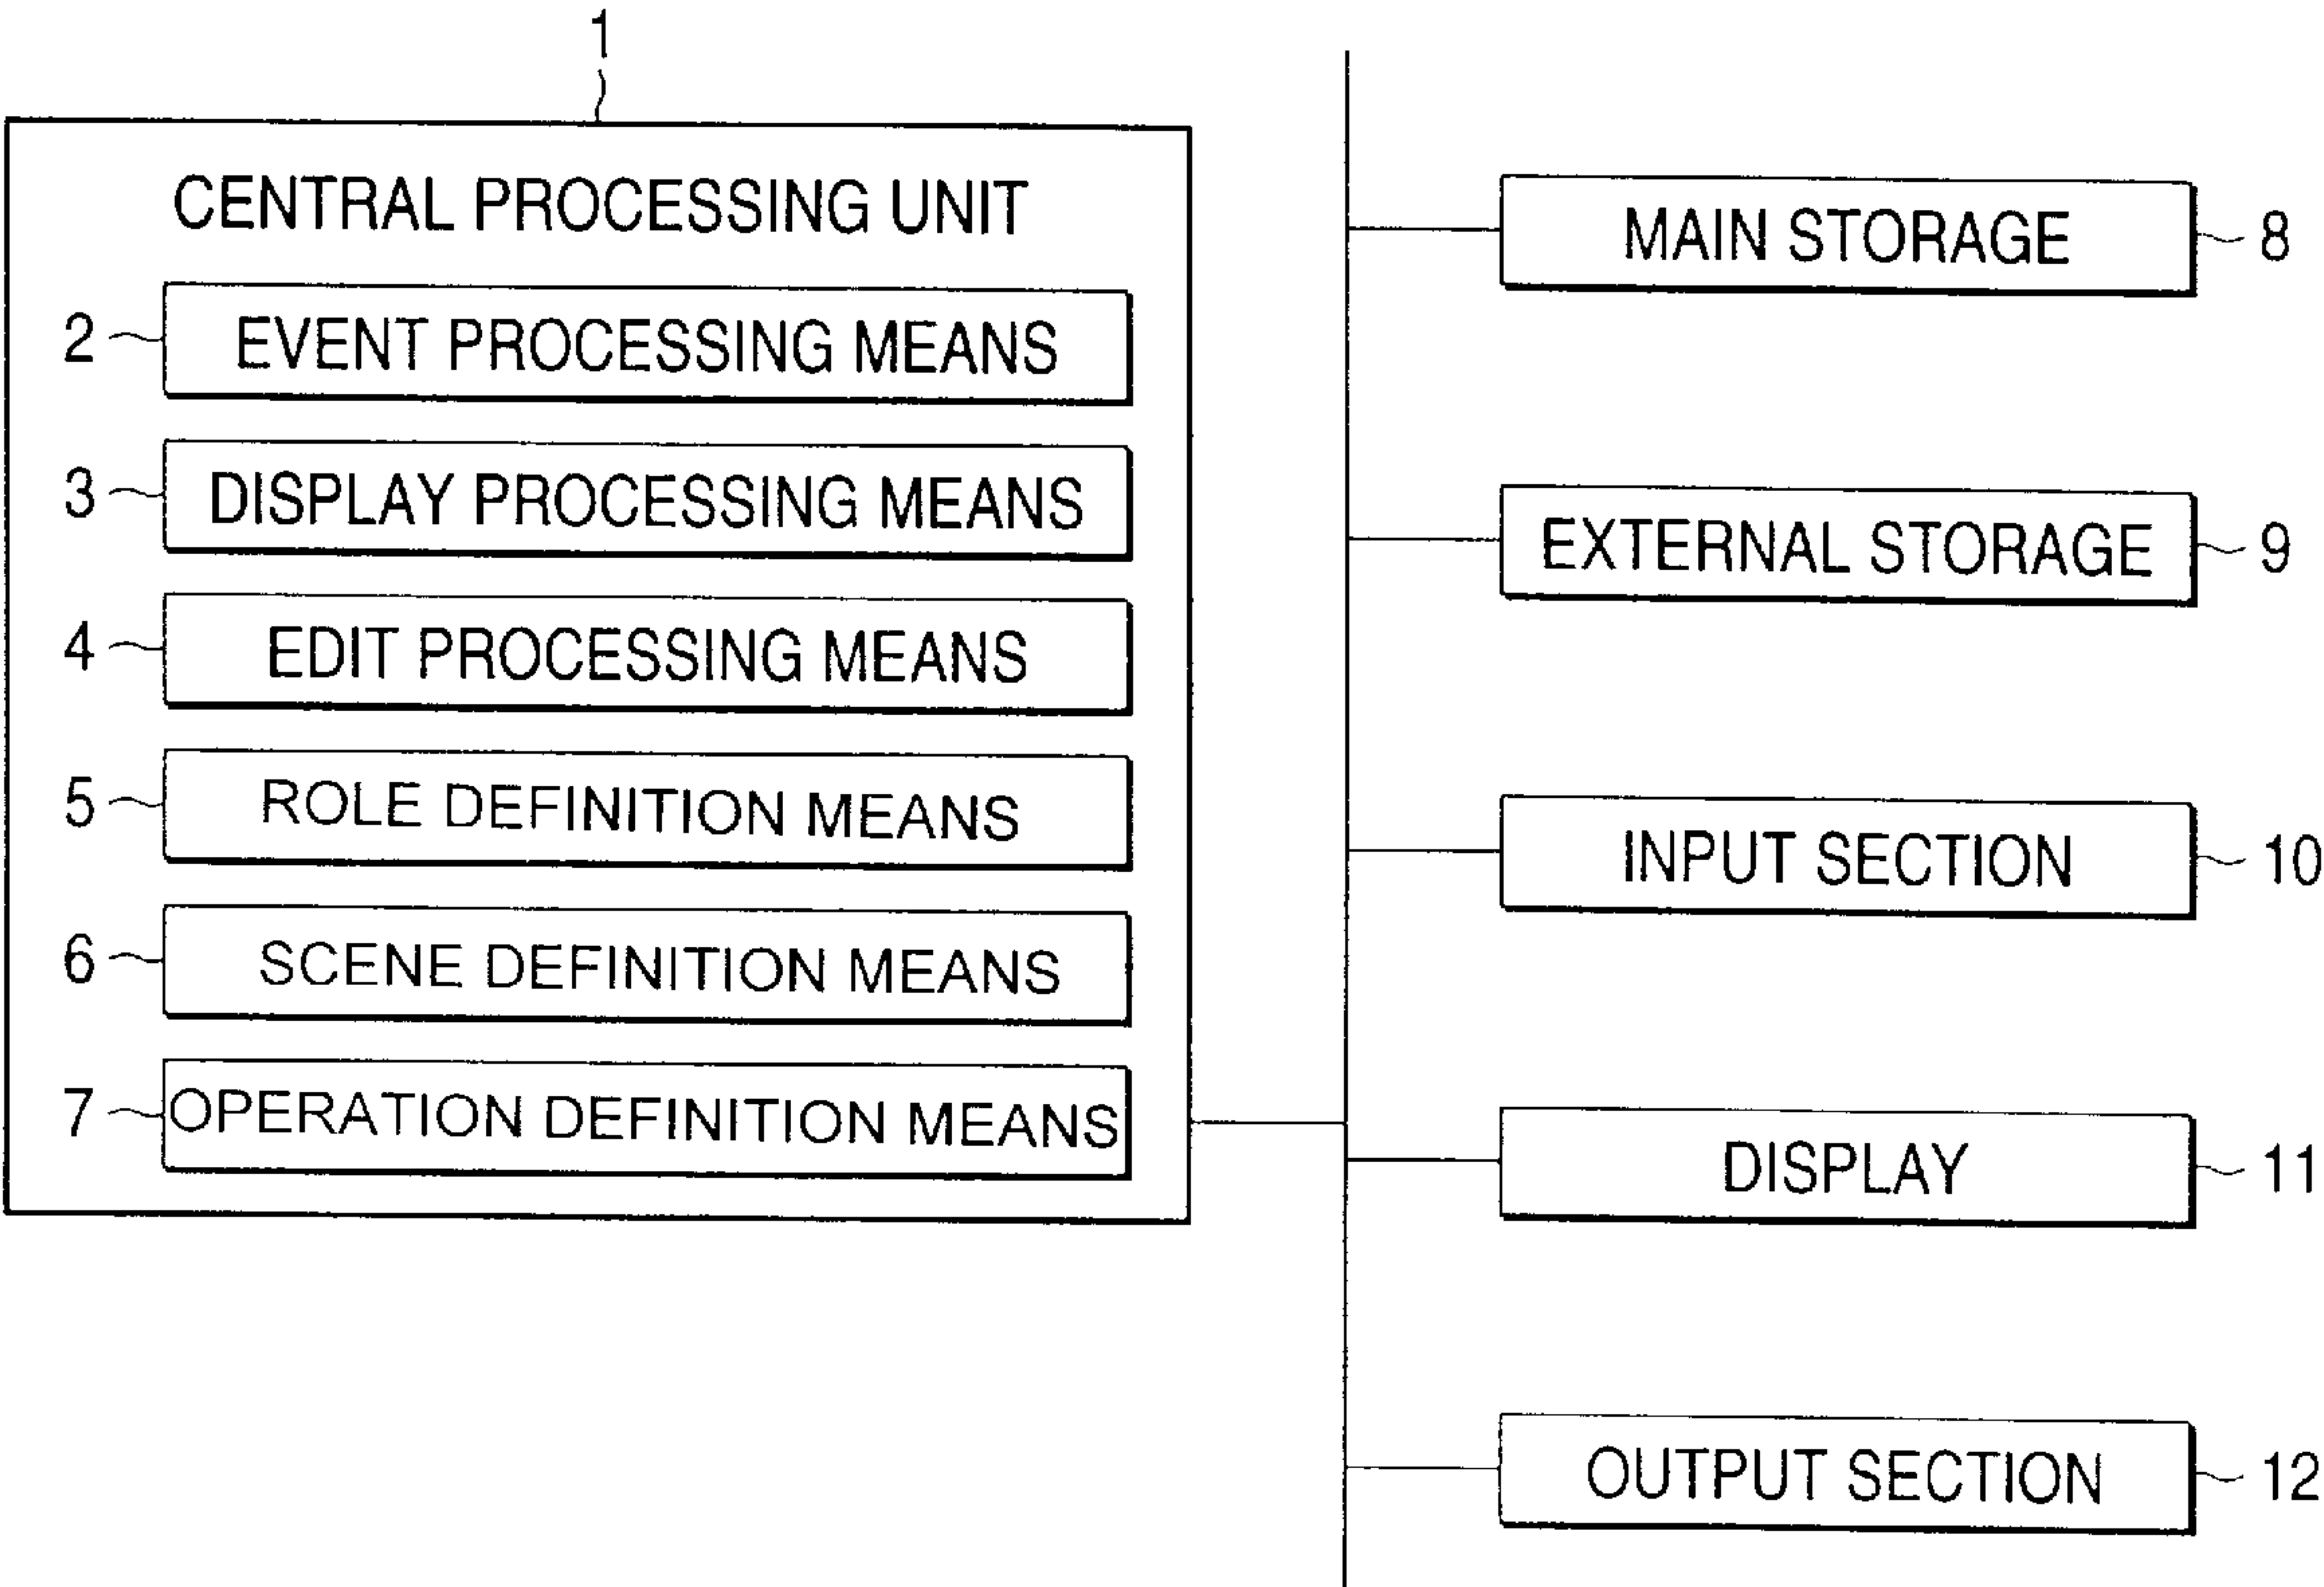 1
CENTRAL PROCESSING UNIT
2 EVENT PROCESSING MEANS
3 DISPLAY PROCESSING MEANS
4 EDIT PROCESSING MEANS
5 ROLE DEFINITION MEANS
6 SCENE DEFINITION MEANS
7 OPERATION DEFINITION MEANS
MAIN STORAGE 8
EXTERNAL STORAGE 9
INPUT SECTION 10
DISPLAY 11
OUTPUT SECTION 12